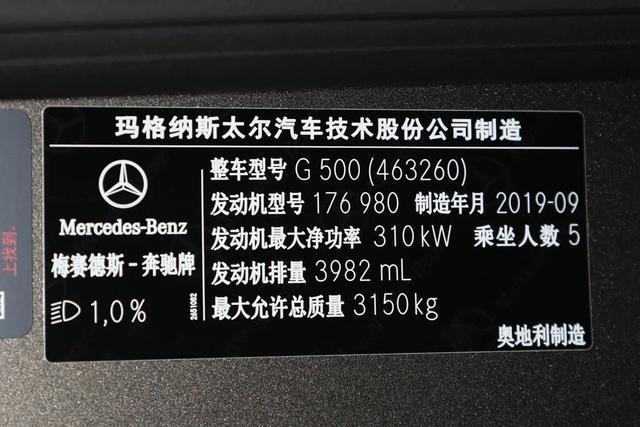 玛格纳斯太尔汽车技术股份公司制造
整车型号 G 500 (463260)
发动机型号 176 980 制造年月 2019-09
发动机最大净功率 310 kW 乘坐人数 5
发动机排量 3982 mL
最大允许总质量 3150 kg
Mercedes-Benz
梅赛德斯-奔驰牌
1,0%
2651092
奥地利制造
上找到,